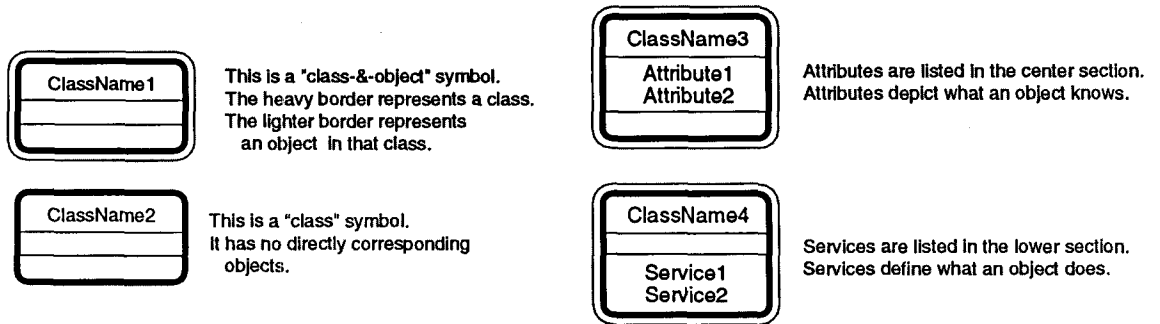 ClassName1
This is a "class-&-object" symbol.
The heavy border represents a class.
The lighter border represents
an object in that class.
ClassName2
This is a "class" symbol.
It has no directly corresponding
objects.
ClassName3
Attribute1
Attribute2
Attributes are listed in the center section.
Attributes depict what an object knows.
ClassName4
Service1
Service2
Services are listed in the lower section.
Services define what an object does.